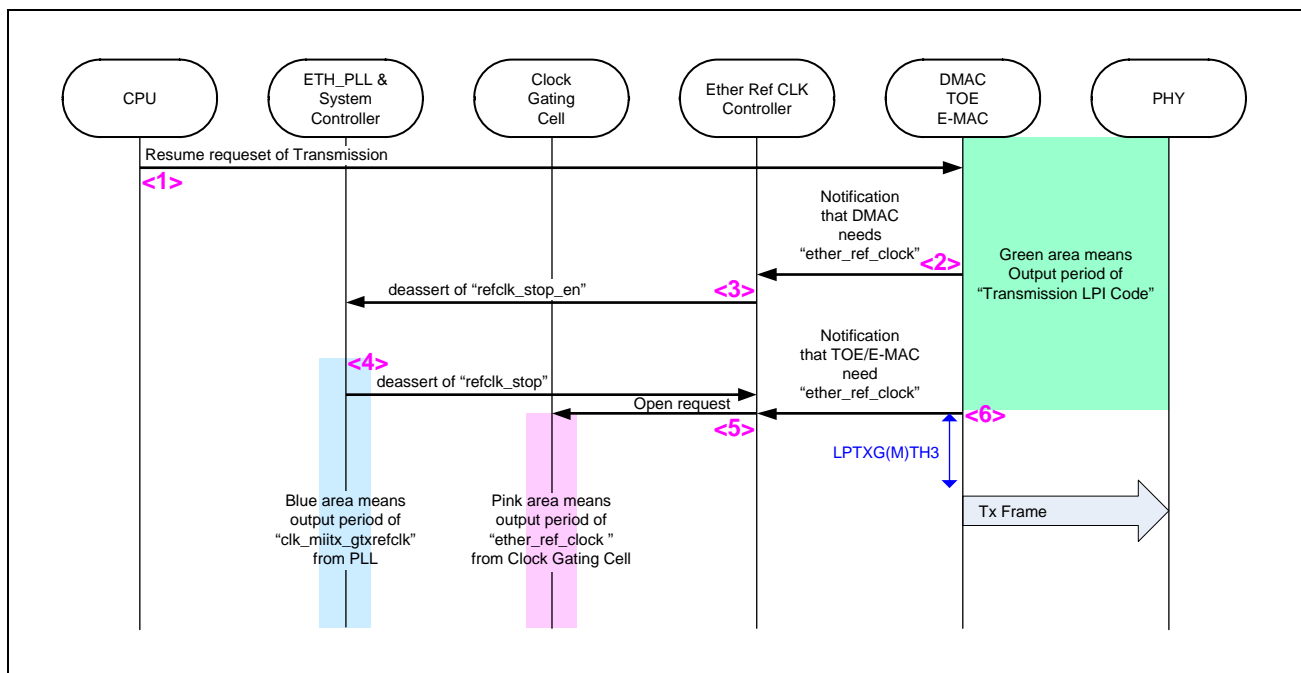 CPU
ETH_PLL &
System
Controller
Clock
Gating
Cell
Ether Ref CLK
Controller
DMAC
TOE
E-MAC
PHY
Resume requeset of Transmission
<1>
Notification
that DMAC
needs
“ether_ref_clock”
<2>
Green area means
Output period of
“Transmission LPI Code”
deassert of “refclk_stop_en”
<3>
Notification
that TOE/E-MAC
need
“ether_ref_clock”
<4>
deassert of “refclk_stop”
Open request
<5>
<6>
LPTXG(M)TH3
Blue area means
output period of
“clk_miitx_gtxrefclk”
from PLL
Pink area means
output period of
“ether_ref_clock ”
from Clock Gating Cell
Tx Frame